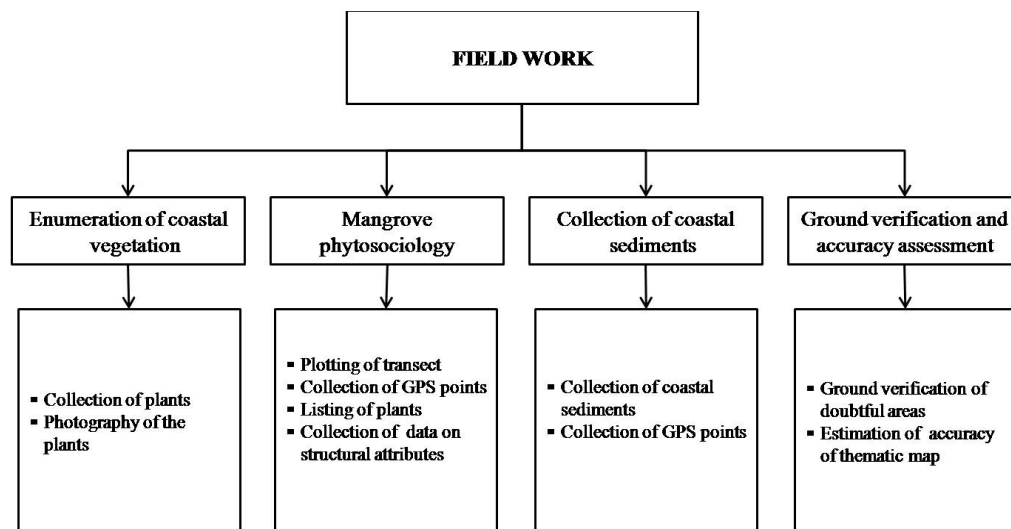 FIELD WORK
Enumeration of coastal
vegetation
Mangrove
phytosociology
Collection of coastal
sediments
Ground verification and
accuracy assessment
▪ Collection of plants
▪ Photography of the
plants
▪ Plotting of transect
▪ Collection of GPS points
▪ Listing of plants
▪ Collection of data on
structural attributes
▪ Collection of coastal
sediments
▪ Collection of GPS points
▪ Ground verification of
doubtful areas
▪ Estimation of accuracy
of thematic map